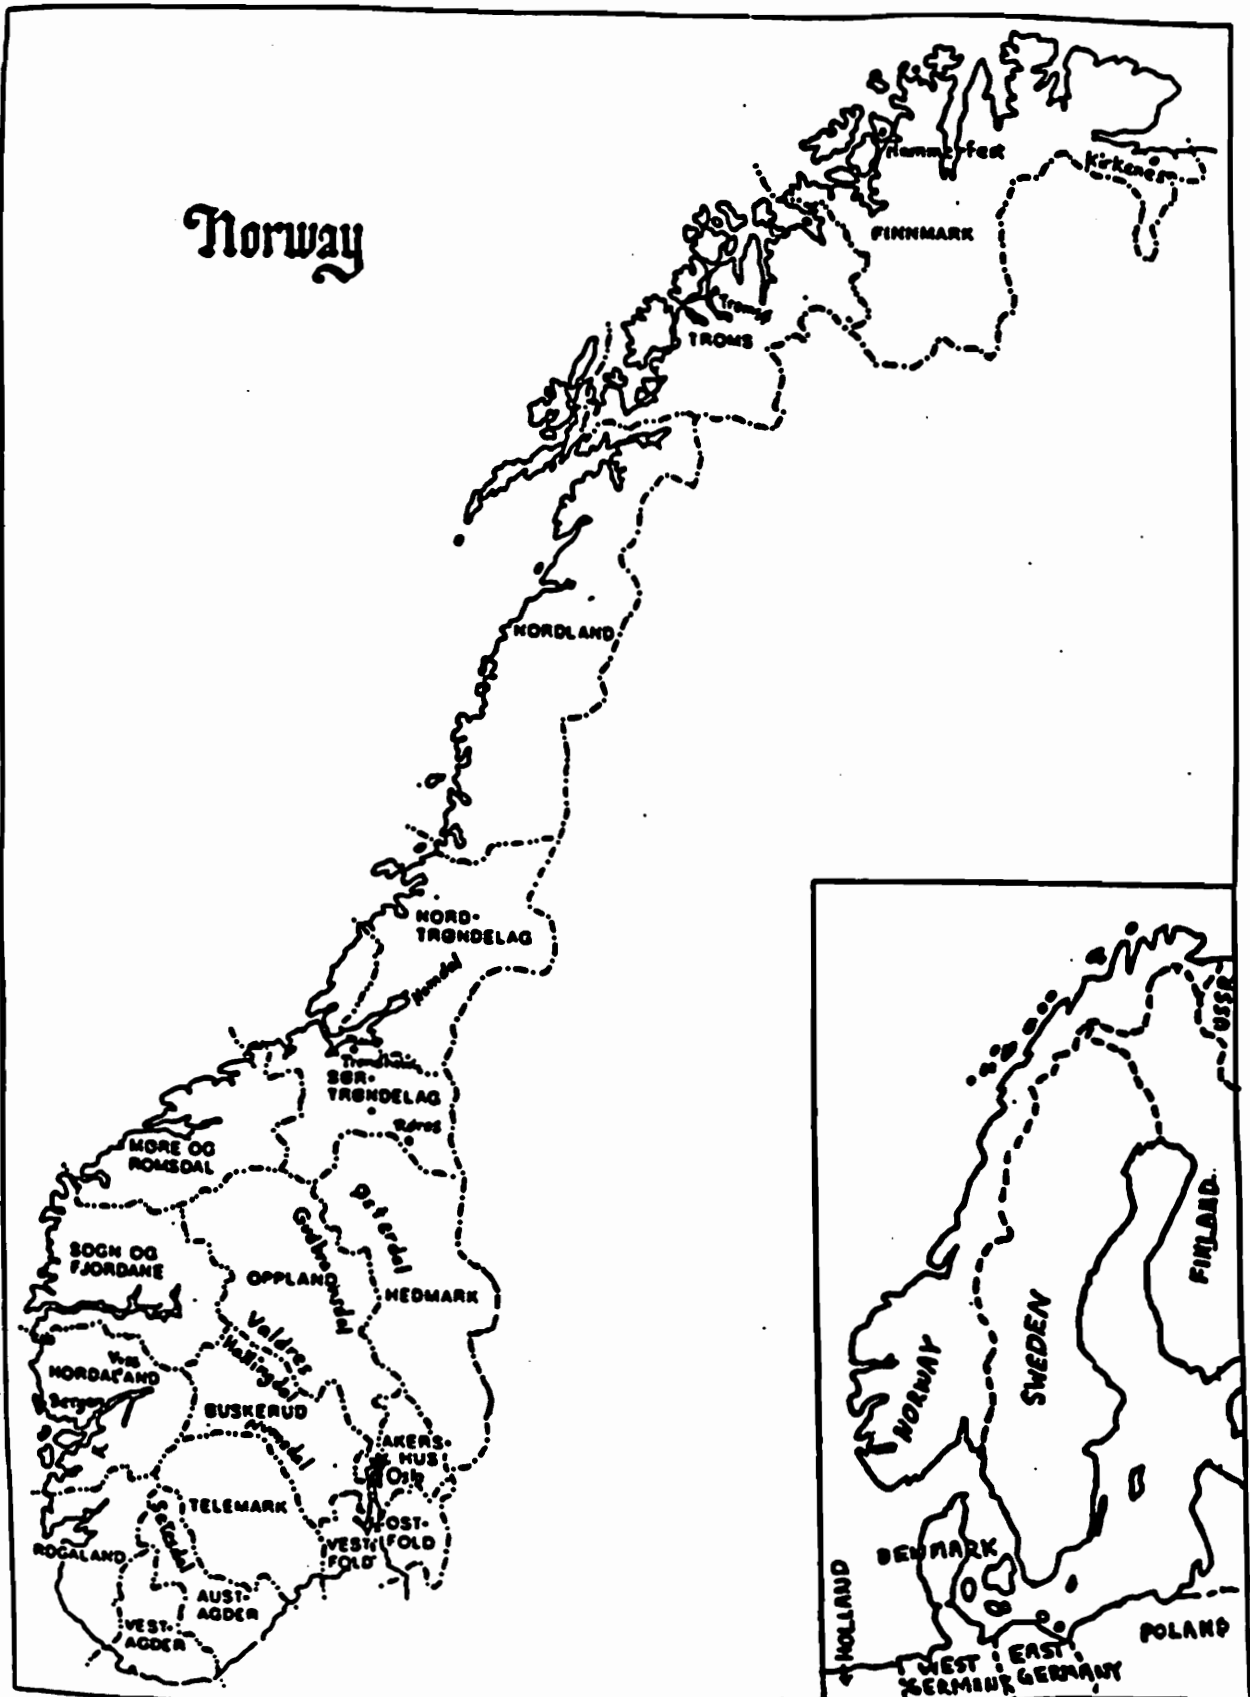 Norway
Hammerfest
Kirkenes
FINNMARK
Tromsø
TROMS
NORDLAND
NORD-
TRØNDELAG
Trondheim
SØR-
TRØNDELAG
Røros
MØRE OG
ROMSDAL
Østerdal
Gudbrandsdal
SOGN OG
FJORDANE
OPPLAND
HEDMARK
Valdres
Hallingdal
Voss
HORDALAND
Bergen
BUSKERUD
AKERS-
HUS
Oslo
TELEMARK
Setesdal
ØST-
FOLD
VEST-
FOLD
ROGALAND
AUST-
AGDER
VEST-
AGDER
USSR
FINLAND
SWEDEN
NORWAY
DENMARK
HOLLAND
POLAND
WEST
GERMANY
EAST
GERMANY